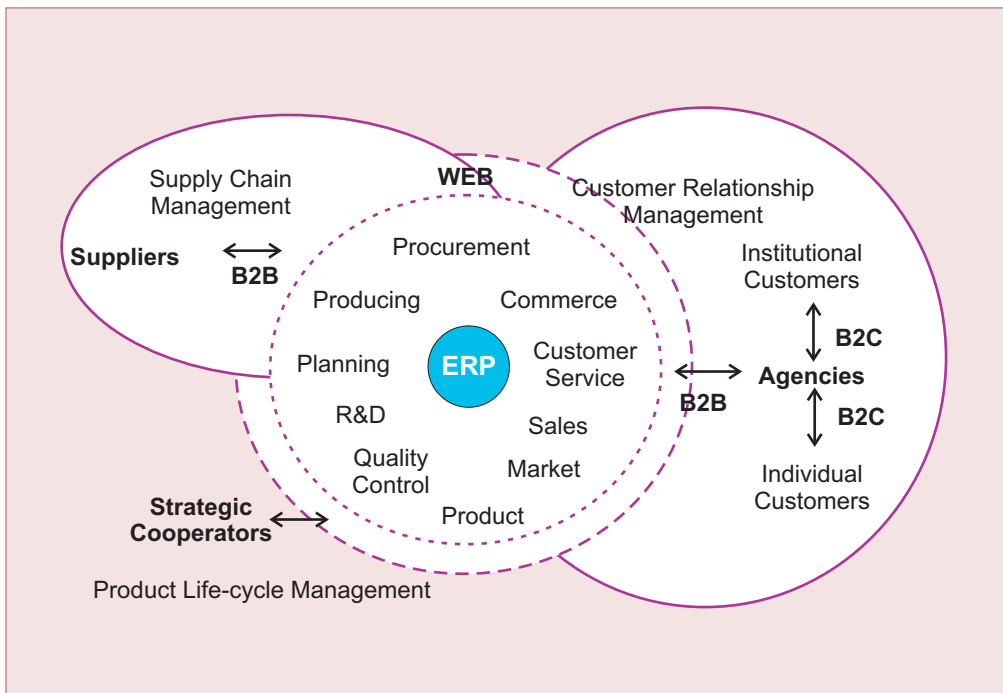 WEB
Supply Chain
Management
Customer Relationship
Management
Suppliers
B2B
Procurement
Institutional
Customers
Producing
Commerce
B2C
Planning
ERP
Customer
Service
B2B
Agencies
R&D
Sales
B2C
Quality
Control
Market
Individual
Customers
Strategic
Cooperators
Product
Product Life-cycle Management